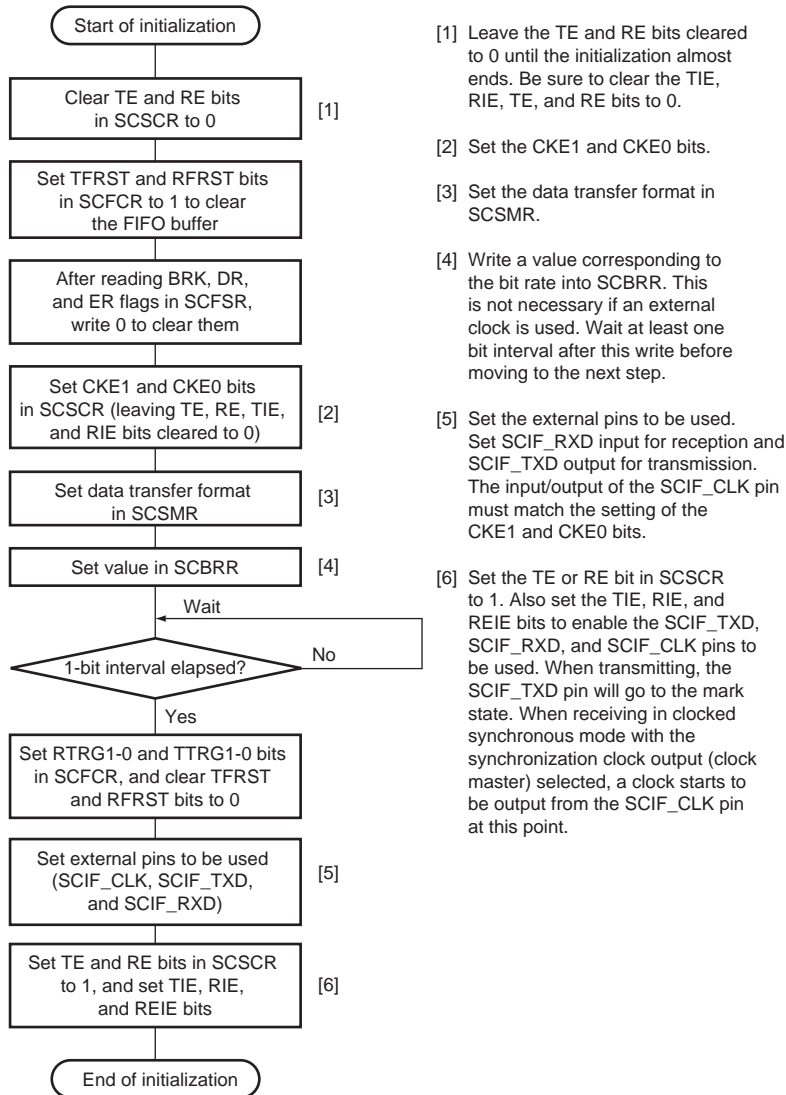 Start of initialization
Clear TE and RE bits
in SCSCR to 0
[1]
Set TFRST and RFRST bits
in SCFCR to 1 to clear
the FIFO buffer
After reading BRK, DR,
and ER flags in SCFSR,
write 0 to clear them
Set CKE1 and CKE0 bits
in SCSCR (leaving TE, RE, TIE,
and RIE bits cleared to 0)
[2]
Set data transfer format
in SCSMR
[3]
Set value in SCBRR
[4]
Wait
1-bit interval elapsed?
No
Yes
Set RTRG1-0 and TTRG1-0 bits
in SCFCR, and clear TFRST
and RFRST bits to 0
Set external pins to be used
(SCIF_CLK, SCIF_TXD,
and SCIF_RXD)
[5]
Set TE and RE bits in SCSCR
to 1, and set TIE, RIE,
and REIE bits
[6]
End of initialization
[1] Leave the TE and RE bits cleared
to 0 until the initialization almost
ends. Be sure to clear the TIE,
RIE, TE, and RE bits to 0.
[2] Set the CKE1 and CKE0 bits.
[3] Set the data transfer format in
SCSMR.
[4] Write a value corresponding to
the bit rate into SCBRR. This
is not necessary if an external
clock is used. Wait at least one
bit interval after this write before
moving to the next step.
[5] Set the external pins to be used.
Set SCIF_RXD input for reception and
SCIF_TXD output for transmission.
The input/output of the SCIF_CLK pin
must match the setting of the
CKE1 and CKE0 bits.
[6] Set the TE or RE bit in SCSCR
to 1. Also set the TIE, RIE, and
REIE bits to enable the SCIF_TXD,
SCIF_RXD, and SCIF_CLK pins to
be used. When transmitting, the
SCIF_TXD pin will go to the mark
state. When receiving in clocked
synchronous mode with the
synchronization clock output (clock
master) selected, a clock starts to
be output from the SCIF_CLK pin
at this point.